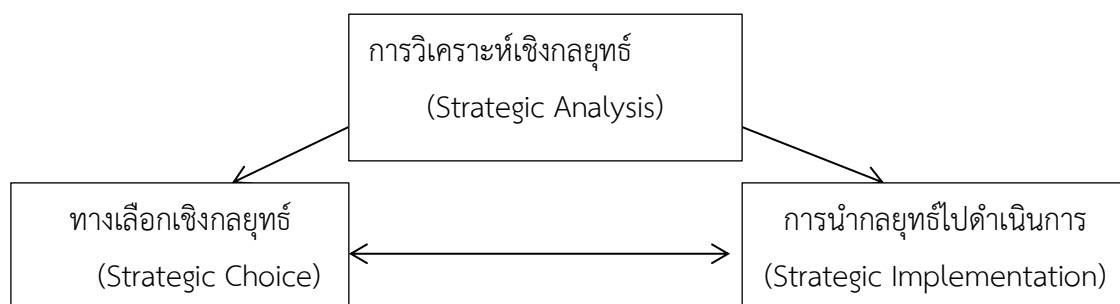 การวิเคราะห์เชิงกลยุทธ์
(Strategic Analysis)
ทางเลือกเชิงกลยุทธ์
(Strategic Choice)
การนำกลยุทธ์ไปดำเนินการ
(Strategic Implementation)